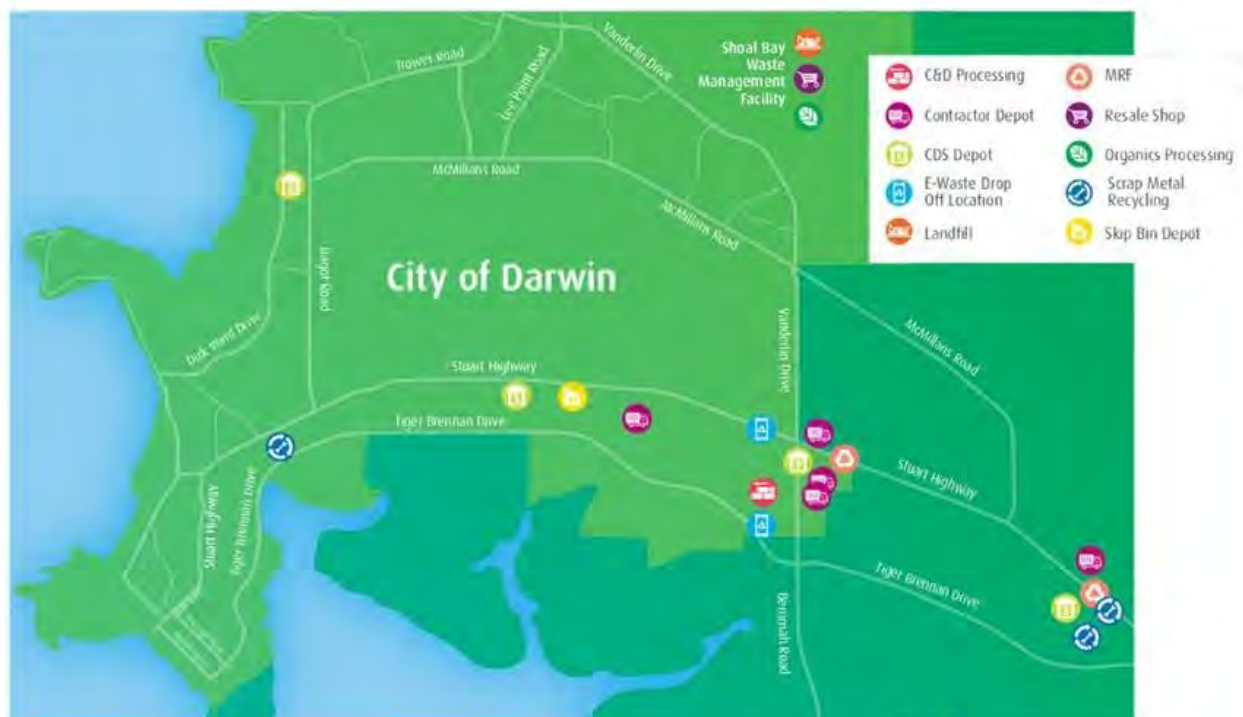 Shoal Bay
Waste
Management
Facility
C&D Processing
Contractor Depot
CDS Depot
E-Waste Drop
Off Location
Landfill
MRF
Resale Shop
Organics Processing
Scrap Metal
Recycling
Skip Bin Depot
Trower Road
Lee Point Road
Vanderlin Drive
McMillans Road
McMillans Road
Bagot Road
City of Darwin
Dick Ward Drive
Vanderlin Drive
McMillans Road
Stuart Highway
Tiger Brennan Drive
Stuart Highway
Stuart Highway
Tiger Brennan Drive
Tiger Brennan Drive
Berrimah Road